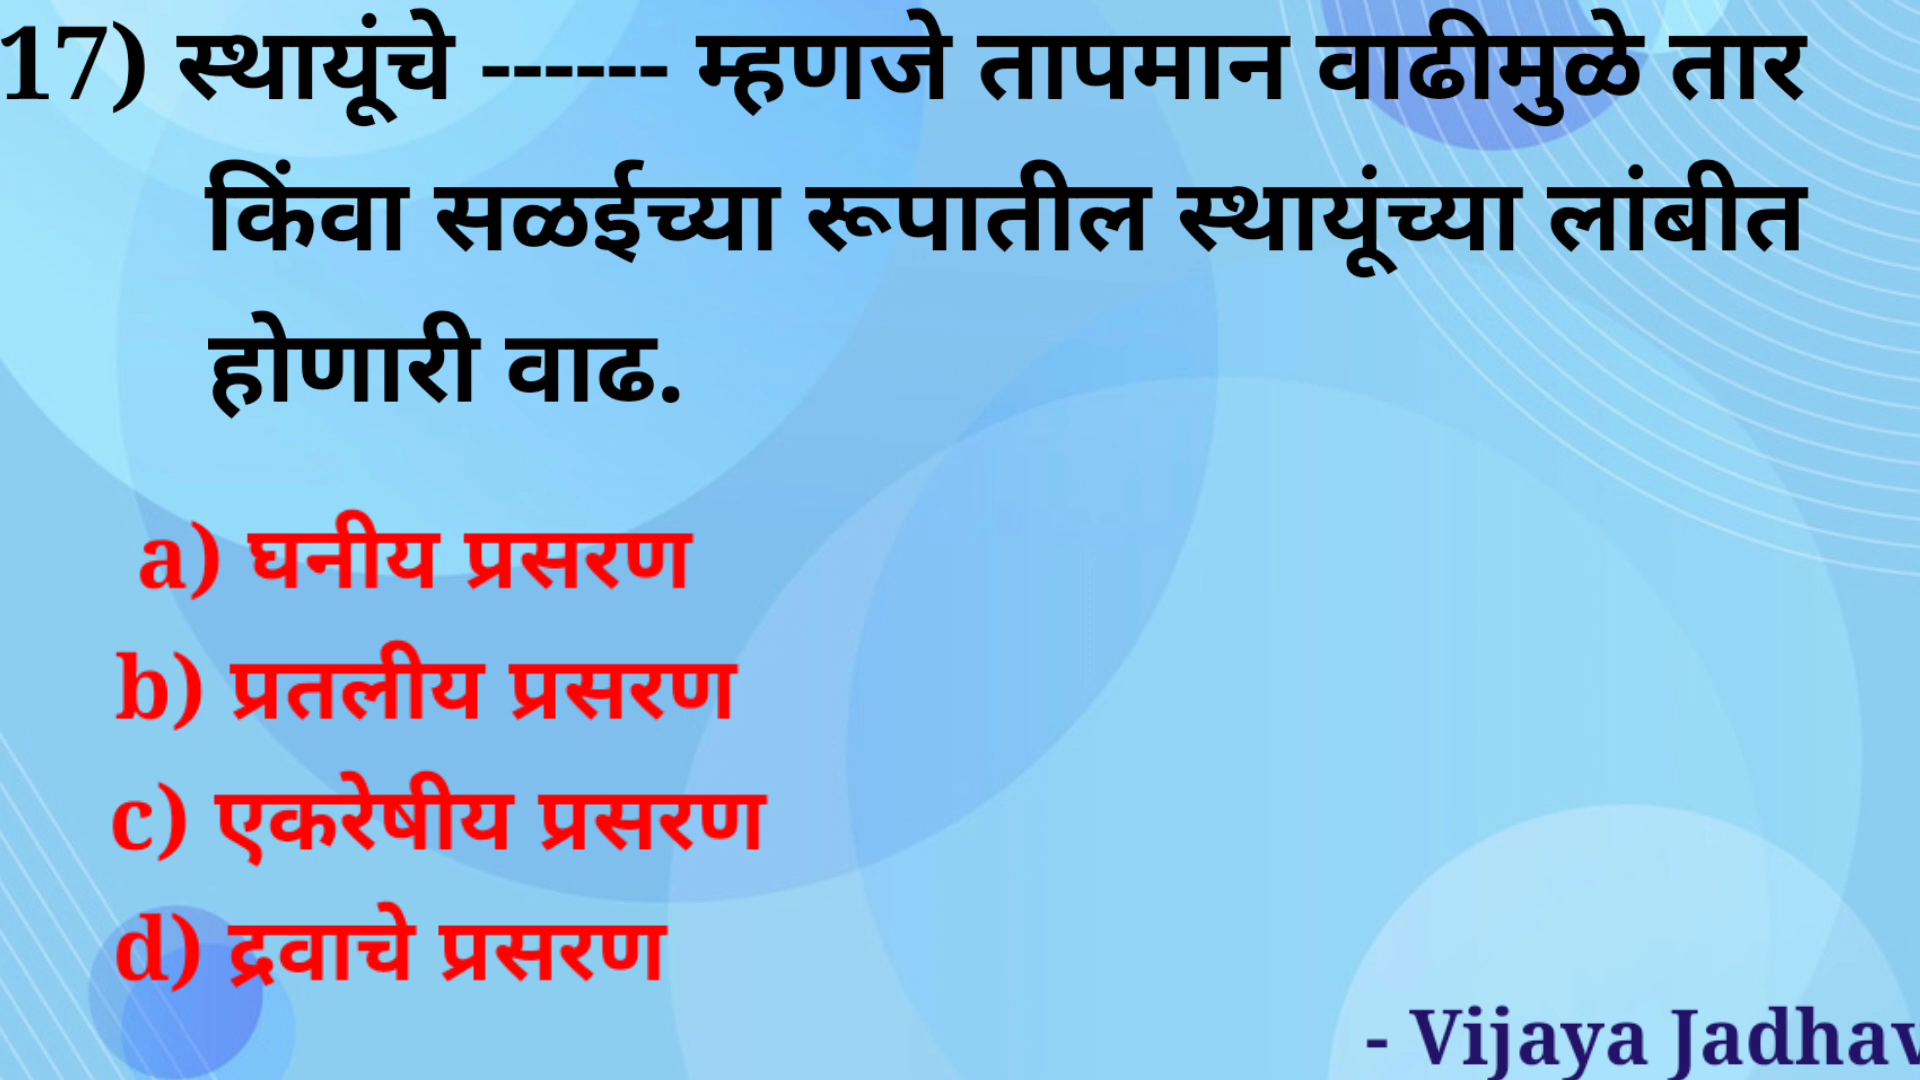 17) स्थायूंचे ------ म्हणजे तापमान वाढीमुळे तार
किंवा सळईच्या रूपातील स्थायूंच्या लांबीत
होणारी वाढ.
a) घनीय प्रसरण
b) प्रतलीय प्रसरण
c) एकरेषीय प्रसरण
d) द्रवाचे प्रसरण
- Vijaya Jadhav